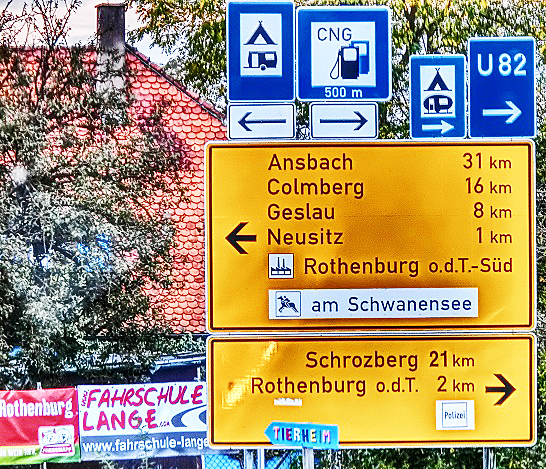 CNG
500 m
U 82
Ansbach 31 km
Colmberg 16 km
Geslau 8 km
Neusitz 1 km
Rothenburg o.d.T.-Süd
am Schwanensee
Schrozberg 21 km
Rothenburg o.d.T. 2 km
Polizei
TIERHEIM
Rothenburg
FAHRSCHULE
LANGE
www.fahrschule-lange